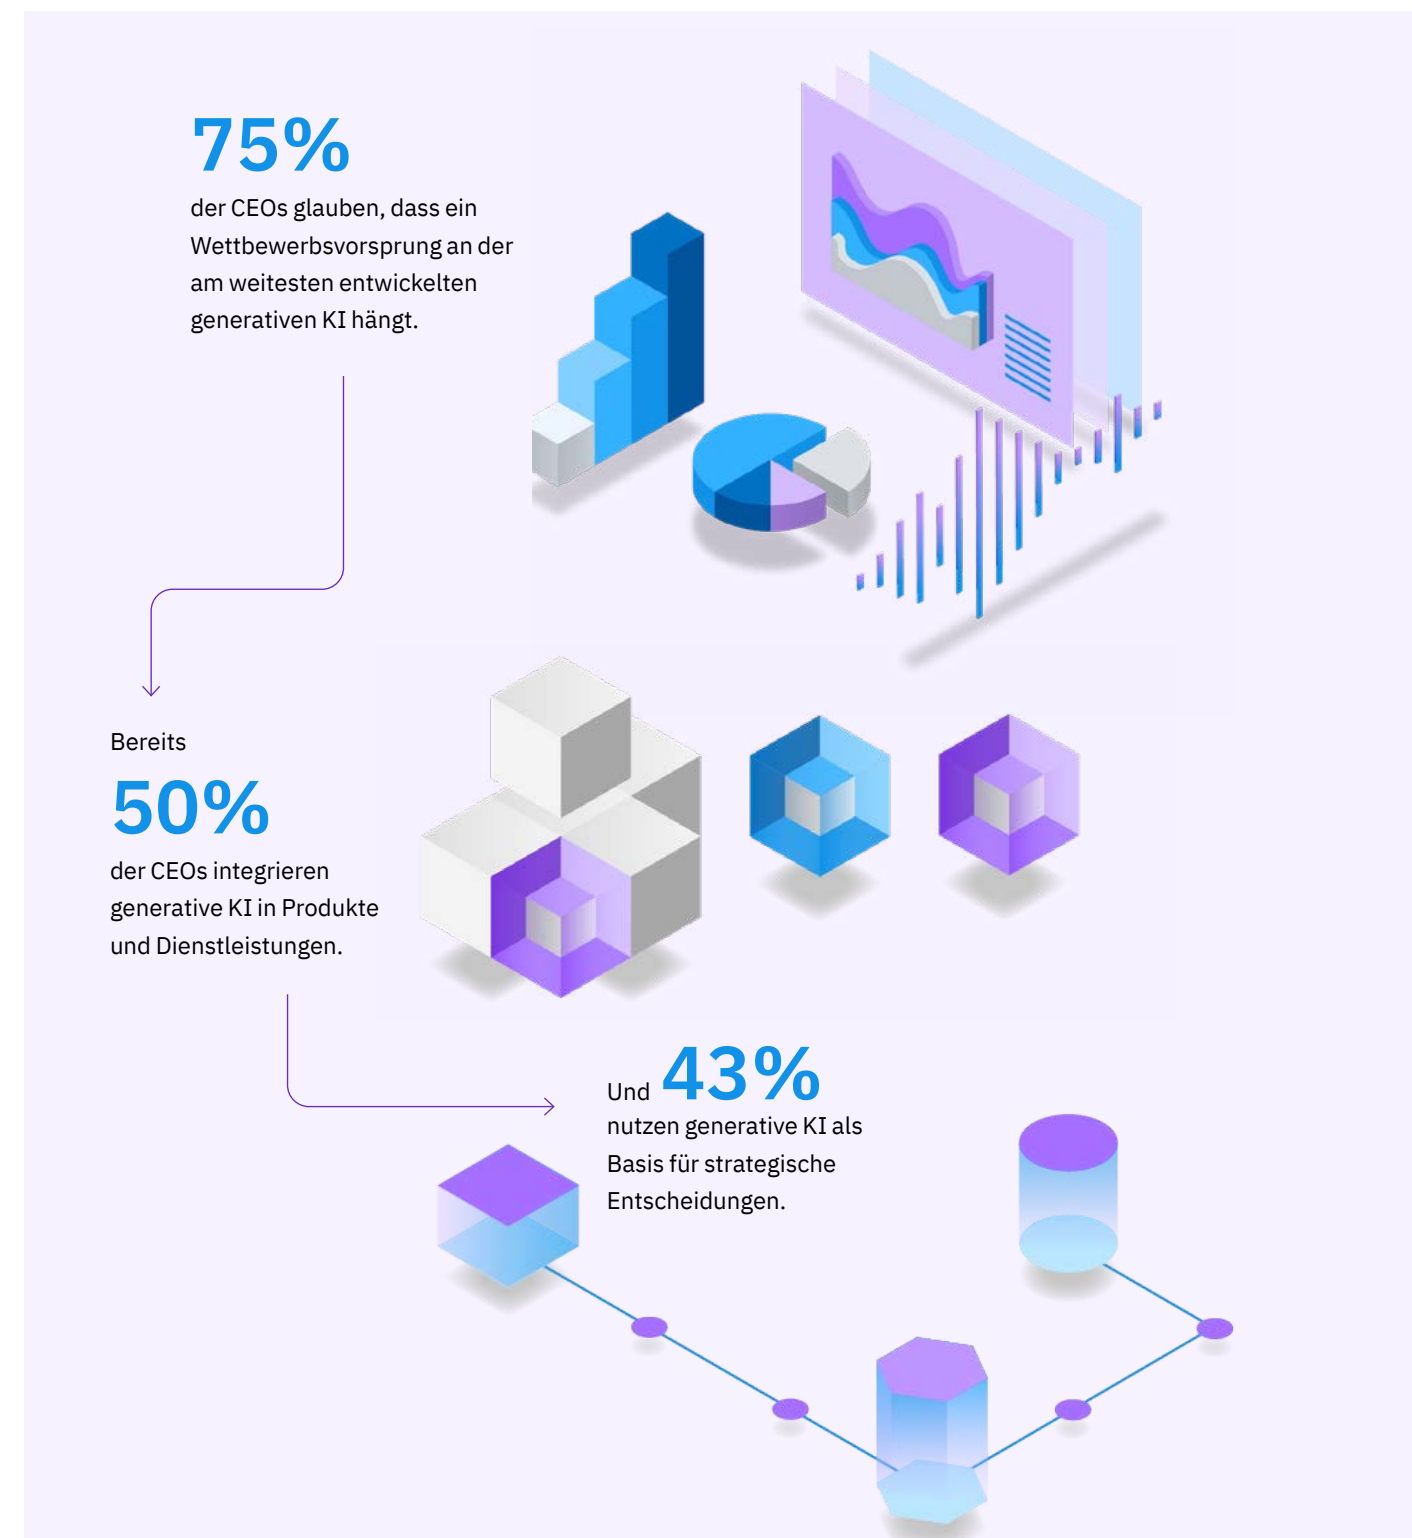 75%
der CEOs glauben, dass ein
Wettbewerbsvorsprung an der
am weitesten entwickelten
generativen KI hängt.
Bereits
50%
der CEOs integrieren
generative KI in Produkte
und Dienstleistungen.
Und 43%
nutzen generative KI als
Basis für strategische
Entscheidungen.